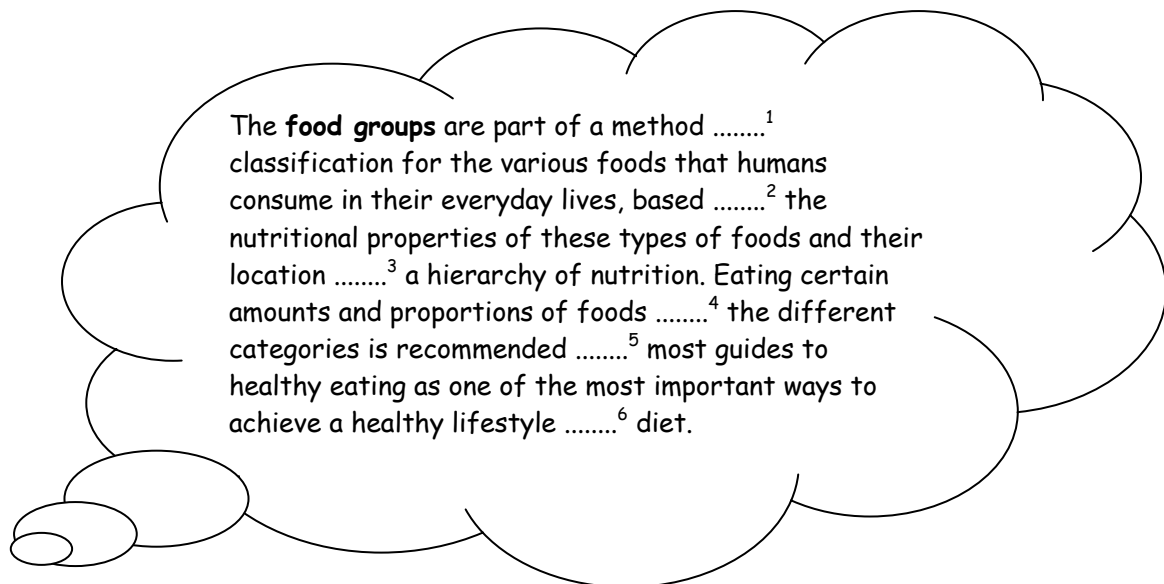 The food groups are part of a method ........¹
classification for the various foods that humans
consume in their everyday lives, based ........² the
nutritional properties of these types of foods and their
location ........³ a hierarchy of nutrition. Eating certain
amounts and proportions of foods ........⁴ the different
categories is recommended ........⁵ most guides to
healthy eating as one of the most important ways to
achieve a healthy lifestyle ........⁶ diet.